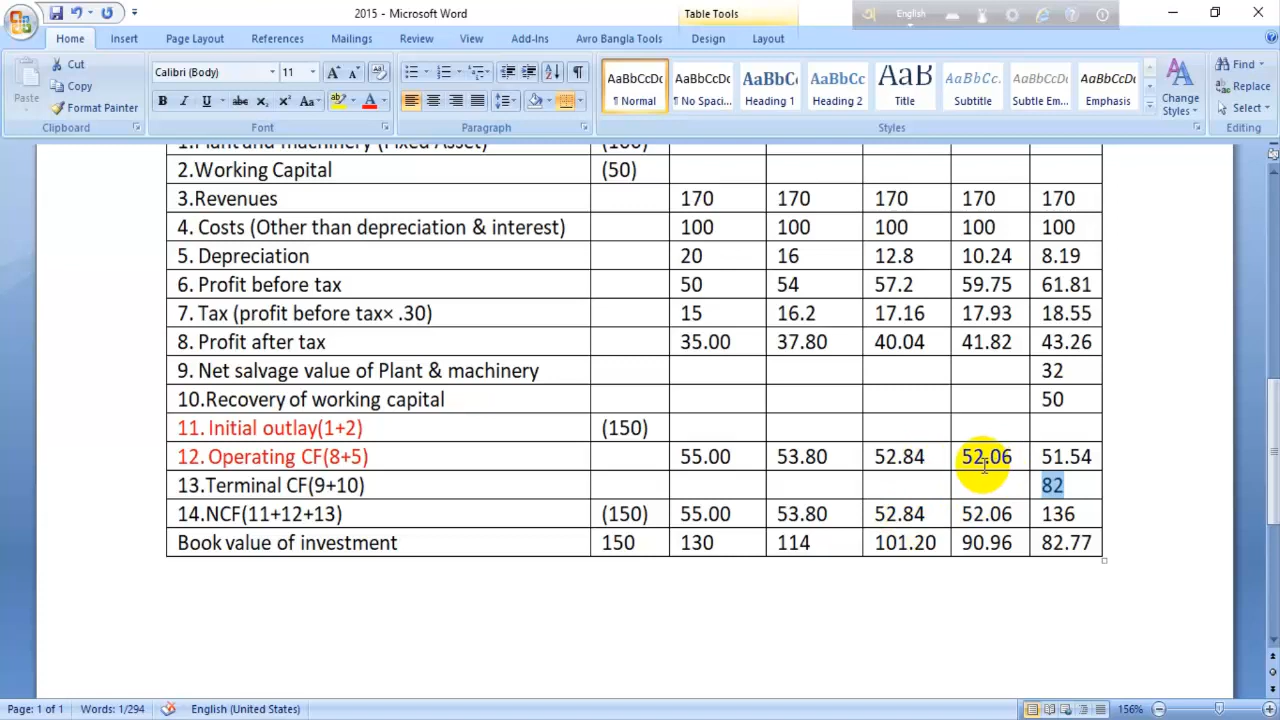 2015 - Microsoft Word
Table Tools
English
Home Insert Page Layout References Mailings Review View Add-Ins Avro Bangla Tools Design Layout
Paste
Cut
Copy
Format Painter
Clipboard
Calibri (Body) 11
Font
Paragraph
AaBbCcDc AaBbCcDc AaBbCc AaBbCc AaB AaBbCc. AaBbCcDc AaBbCcDc
¶ Normal ¶ No Spaci... Heading 1 Heading 2 Title Subtitle Subtle Em... Emphasis
Styles
Change Styles
Find
Replace
Select
Editing
1.Plant and machinery (Fixed Asset) (100)
2.Working Capital (50)
3.Revenues 170 170 170 170 170
4. Costs (Other than depreciation & interest) 100 100 100 100 100
5. Depreciation 20 16 12.8 10.24 8.19
6. Profit before tax 50 54 57.2 59.75 61.81
7. Tax (profit before tax× .30) 15 16.2 17.16 17.93 18.55
8. Profit after tax 35.00 37.80 40.04 41.82 43.26
9. Net salvage value of Plant & machinery 32
10.Recovery of working capital 50
11. Initial outlay(1+2) (150)
12. Operating CF(8+5) 55.00 53.80 52.84 52.06 51.54
13.Terminal CF(9+10) 82
14.NCF(11+12+13) (150) 55.00 53.80 52.84 52.06 136
Book value of investment 150 130 114 101.20 90.96 82.77
Page: 1 of 1 Words: 1/294 English (United States) 156%